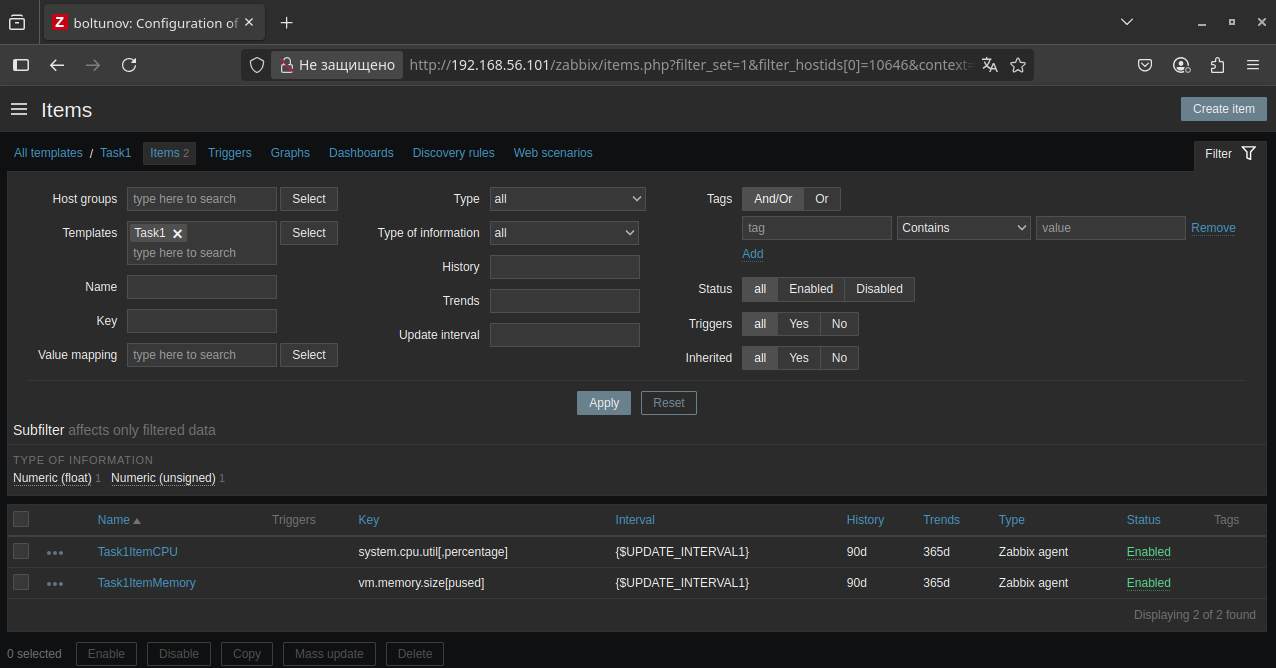 Z boltunov: Configuration of
Не защищено http://192.168.56.101/zabbix/items.php?filter_set=1&filter_hostids[0]=10646&context=
Items
Create item
All templates / Task1 Items 2 Triggers Graphs Dashboards Discovery rules Web scenarios
Filter
Host groups type here to search Select
Templates Task1 Select
type here to search
Name
Key
Value mapping type here to search Select
Type all
Type of information all
History
Trends
Update interval
Tags And/Or Or
tag Contains value Remove
Add
Status all Enabled Disabled
Triggers all Yes No
Inherited all Yes No
Apply Reset
Subfilter affects only filtered data
TYPE OF INFORMATION
Numeric (float) 1 Numeric (unsigned) 1
Name Triggers Key Interval History Trends Type Status Tags
Task1ItemCPU system.cpu.util[,percentage] {$UPDATE_INTERVAL1} 90d 365d Zabbix agent Enabled
Task1ItemMemory vm.memory.size[pused] {$UPDATE_INTERVAL1} 90d 365d Zabbix agent Enabled
Displaying 2 of 2 found
0 selected Enable Disable Copy Mass update Delete